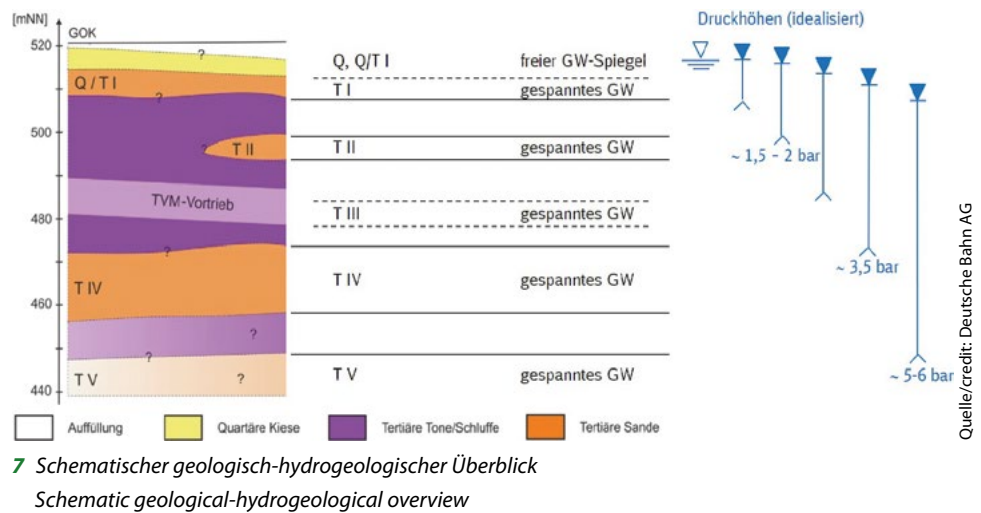 [mNN]
520
500
480
460
440
GOK
?
Q / T I
?
? T II
TVM-Vortrieb
?
T IV
?
?
T V
?
Q, Q/T I freier GW-Spiegel
T I gespanntes GW
T II gespanntes GW
T III gespanntes GW
T IV gespanntes GW
T V gespanntes GW
Druckhöhen (idealisiert)
~ 1,5 - 2 bar
~ 3,5 bar
~ 5-6 bar
Auffüllung
Quartäre Kiese
Tertiäre Tone/Schluffe
Tertiäre Sande
Quelle/credit: Deutsche Bahn AG
7 Schematischer geologisch-hydrogeologischer Überblick
Schematic geological-hydrogeological overview